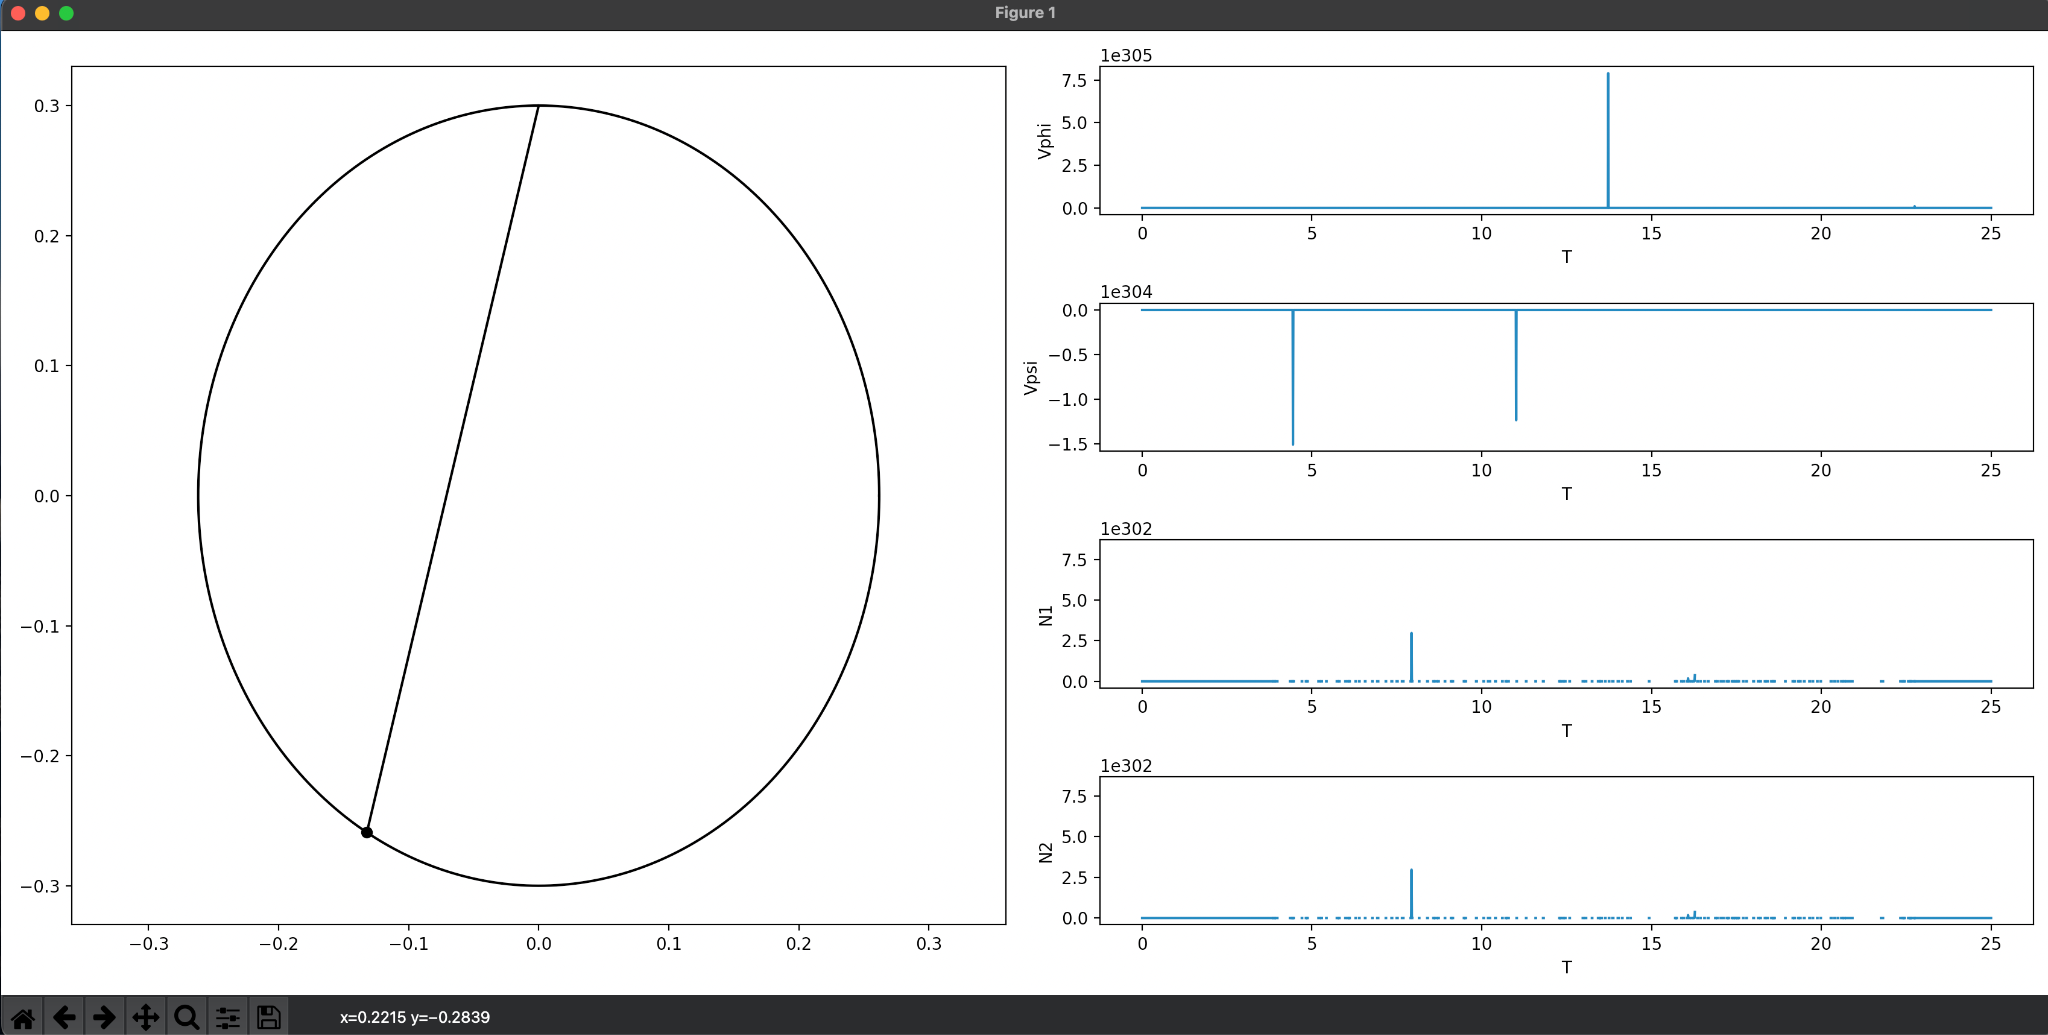 Figure 1
0.3
0.2
0.1
0.0
−0.1
−0.2
−0.3
−0.3 −0.2 −0.1 0.0 0.1 0.2 0.3
1e305
7.5
5.0
2.5
0.0
Vphi
0 5 10 15 20 25
T
1e304
0.0
−0.5
−1.0
−1.5
Vpsi
0 5 10 15 20 25
T
1e302
7.5
5.0
2.5
0.0
N1
0 5 10 15 20 25
T
1e302
7.5
5.0
2.5
0.0
N2
0 5 10 15 20 25
T
x=0.2215 y=−0.2839